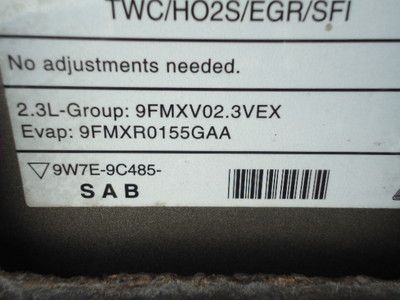 TWC/HO2S/EGR/SFI
No adjustments needed.
2.3L-Group: 9FMXV02.3VEX
Evap: 9FMXR0155GAA
9W7E-9C485-
SAB